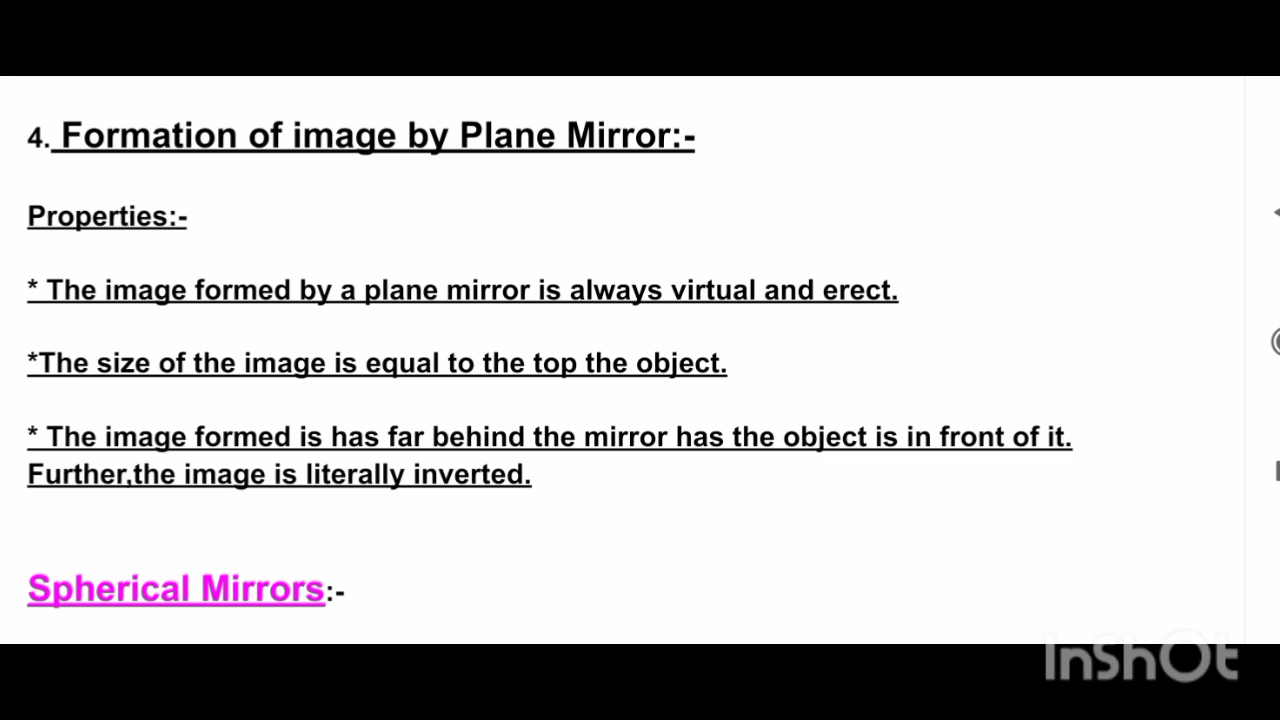 4. Formation of image by Plane Mirror:-
Properties:-
* The image formed by a plane mirror is always virtual and erect.
*The size of the image is equal to the top the object.
* The image formed is has far behind the mirror has the object is in front of it.
Further,the image is literally inverted.
Spherical Mirrors:-
InShOt